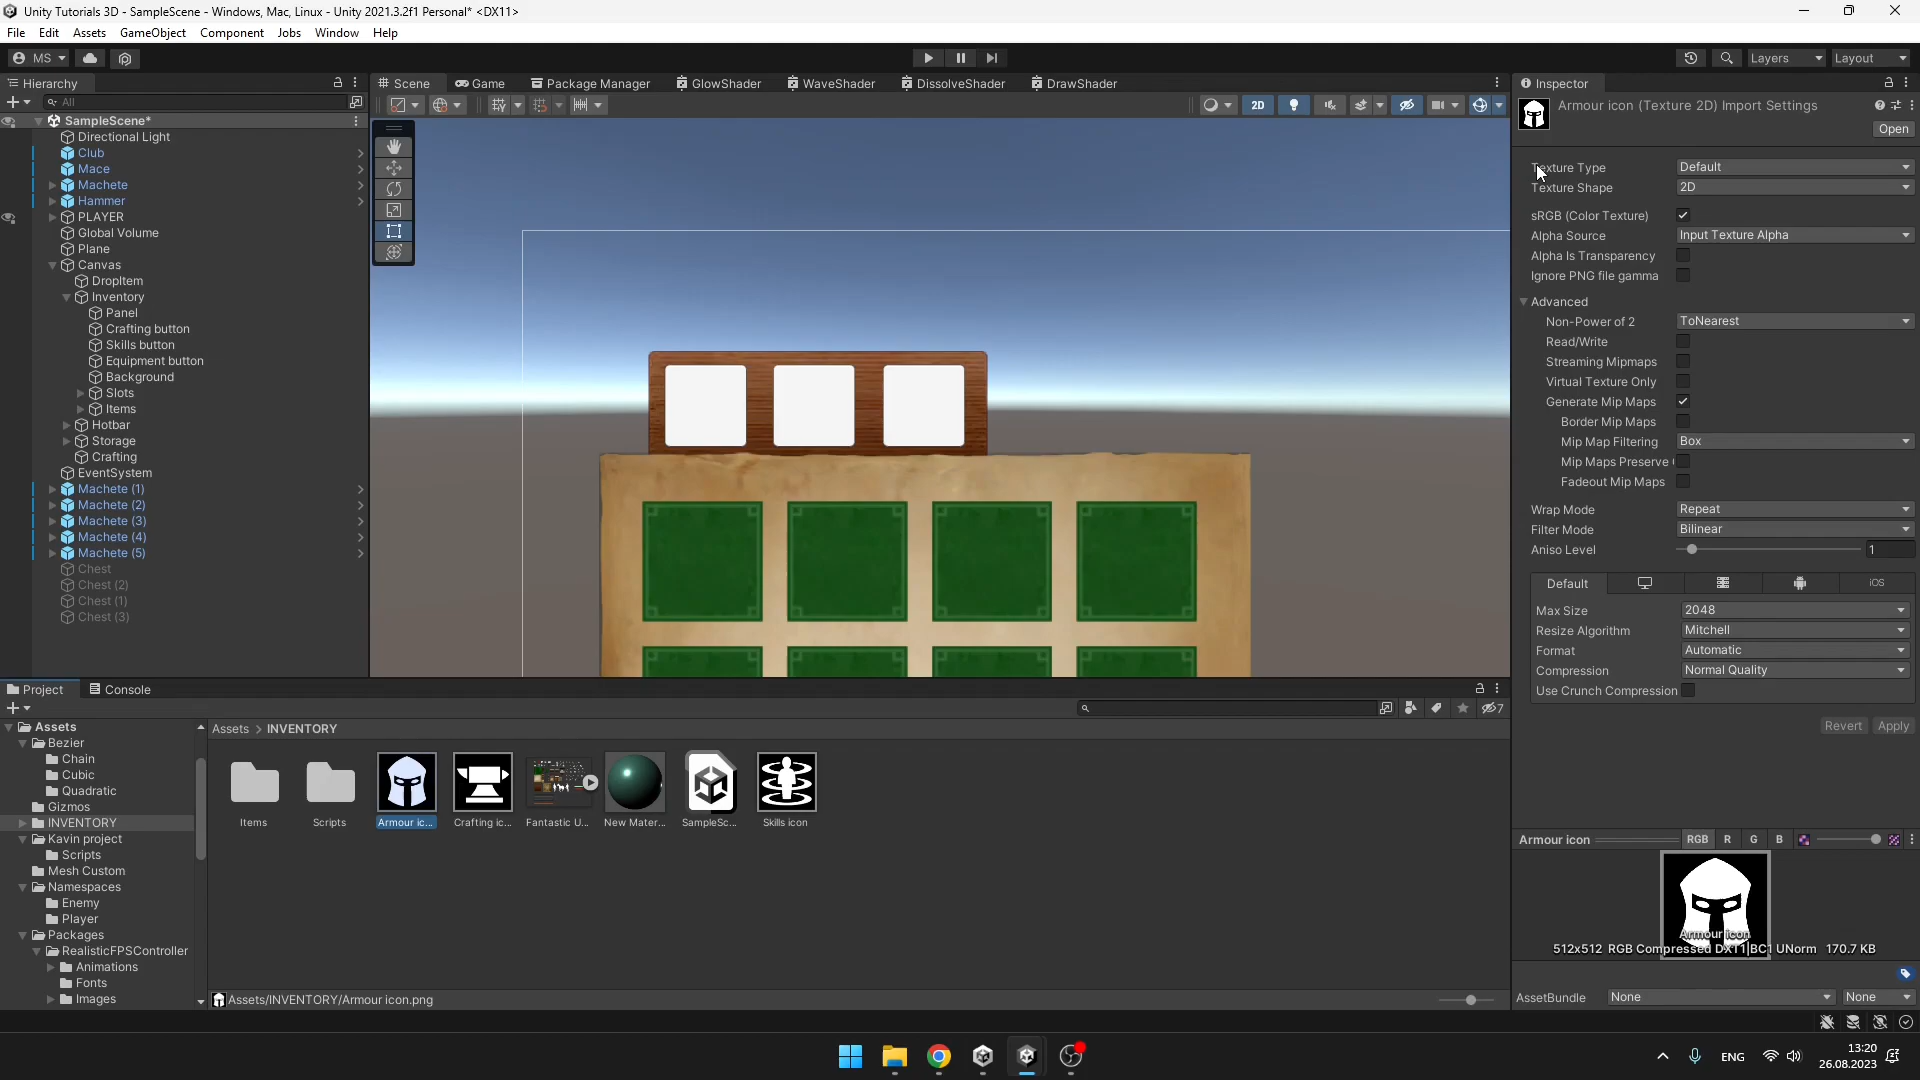 Unity Tutorials 3D - SampleScene - Windows, Mac, Linux - Unity 2021.3.2f1 Personal* <DX11>
File Edit Assets GameObject Component Jobs Window Help
MS Layers Layout
Hierarchy
All
SampleScene*
Directional Light
Club
Mace
Machete
Hammer
PLAYER
Global Volume
Plane
Canvas
DropItem
Inventory
Panel
Crafting button
Skills button
Equipment button
Background
Slots
Items
Hotbar
Storage
Crafting
EventSystem
Machete (1)
Machete (2)
Machete (3)
Machete (4)
Machete (5)
Chest
Chest (2)
Chest (1)
Chest (3)
Scene Game Package Manager GlowShader WaveShader DissolveShader DrawShader
2D
Inspector
Armour icon (Texture 2D) Import Settings
Open
Texture Type Default
Texture Shape 2D
sRGB (Color Texture)
Alpha Source Input Texture Alpha
Alpha Is Transparency
Ignore PNG file gamma
Advanced
Non-Power of 2 ToNearest
Read/Write
Streaming Mipmaps
Virtual Texture Only
Generate Mip Maps
Border Mip Maps
Mip Map Filtering Box
Mip Maps Preserve
Fadeout Mip Maps
Wrap Mode Repeat
Filter Mode Bilinear
Aniso Level 1
Default iOS
Max Size 2048
Resize Algorithm Mitchell
Format Automatic
Compression Normal Quality
Use Crunch Compression
Revert Apply
Armour icon RGB R G B
Armour icon
512x512 RGB Compressed DXT1|BC1 UNorm 170.7 KB
AssetBundle None None
Project Console
7
Assets
Bezier
Chain
Cubic
Quadratic
Gizmos
INVENTORY
Kavin project
Scripts
Mesh Custom
Namespaces
Enemy
Player
Packages
RealisticFPSController
Animations
Fonts
Images
Assets > INVENTORY
Items Scripts Armour ic... Crafting ic... Fantastic U... New Mater... SampleSc... Skills icon
Assets/INVENTORY/Armour icon.png
ENG
13:20
26.08.2023